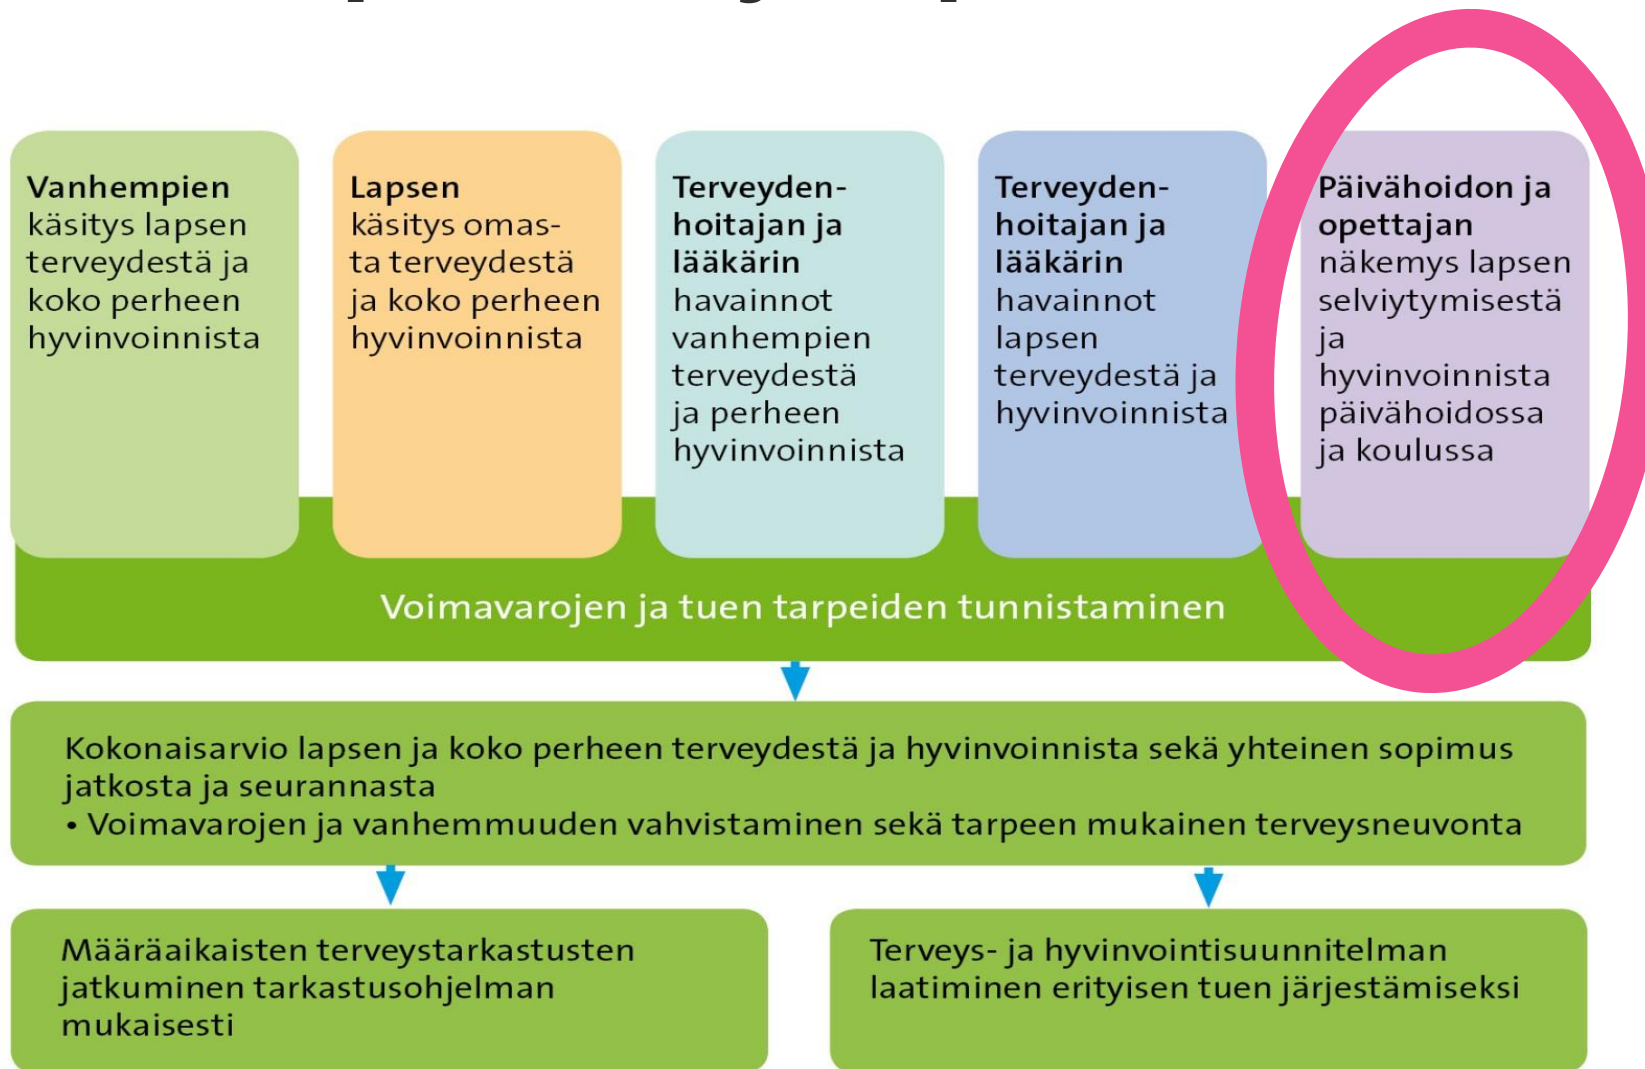 Vanhempien
käsitys lapsen
terveydestä ja
koko perheen
hyvinvoinnista
Lapsen
käsitys omas-
ta terveydestä
ja koko perheen
hyvinvoinnista
Terveyden-
hoitajan ja
lääkärin
havainnot
vanhempien
terveydestä
ja perheen
hyvinvoinnista
Terveyden-
hoitajan ja
lääkärin
havainnot
lapsen
terveydestä ja
hyvinvoinnista
Päivähoidon ja
opettajan
näkemys lapsen
selviytymisestä
ja
hyvinvoinnista
päivähoidossa
ja koulussa
Voimavarojen ja tuen tarpeiden tunnistaminen
Kokonaisarvio lapsen ja koko perheen terveydestä ja hyvinvoinnista sekä yhteinen sopimus
jatkosta ja seurannasta
• Voimavarojen ja vanhemmuuden vahvistaminen sekä tarpeen mukainen terveysneuvonta
Määräaikaisten terveystarkastusten
jatkuminen tarkastusohjelman
mukaisesti
Terveys- ja hyvinvointisuunnitelman
laatiminen erityisen tuen järjestämiseksi